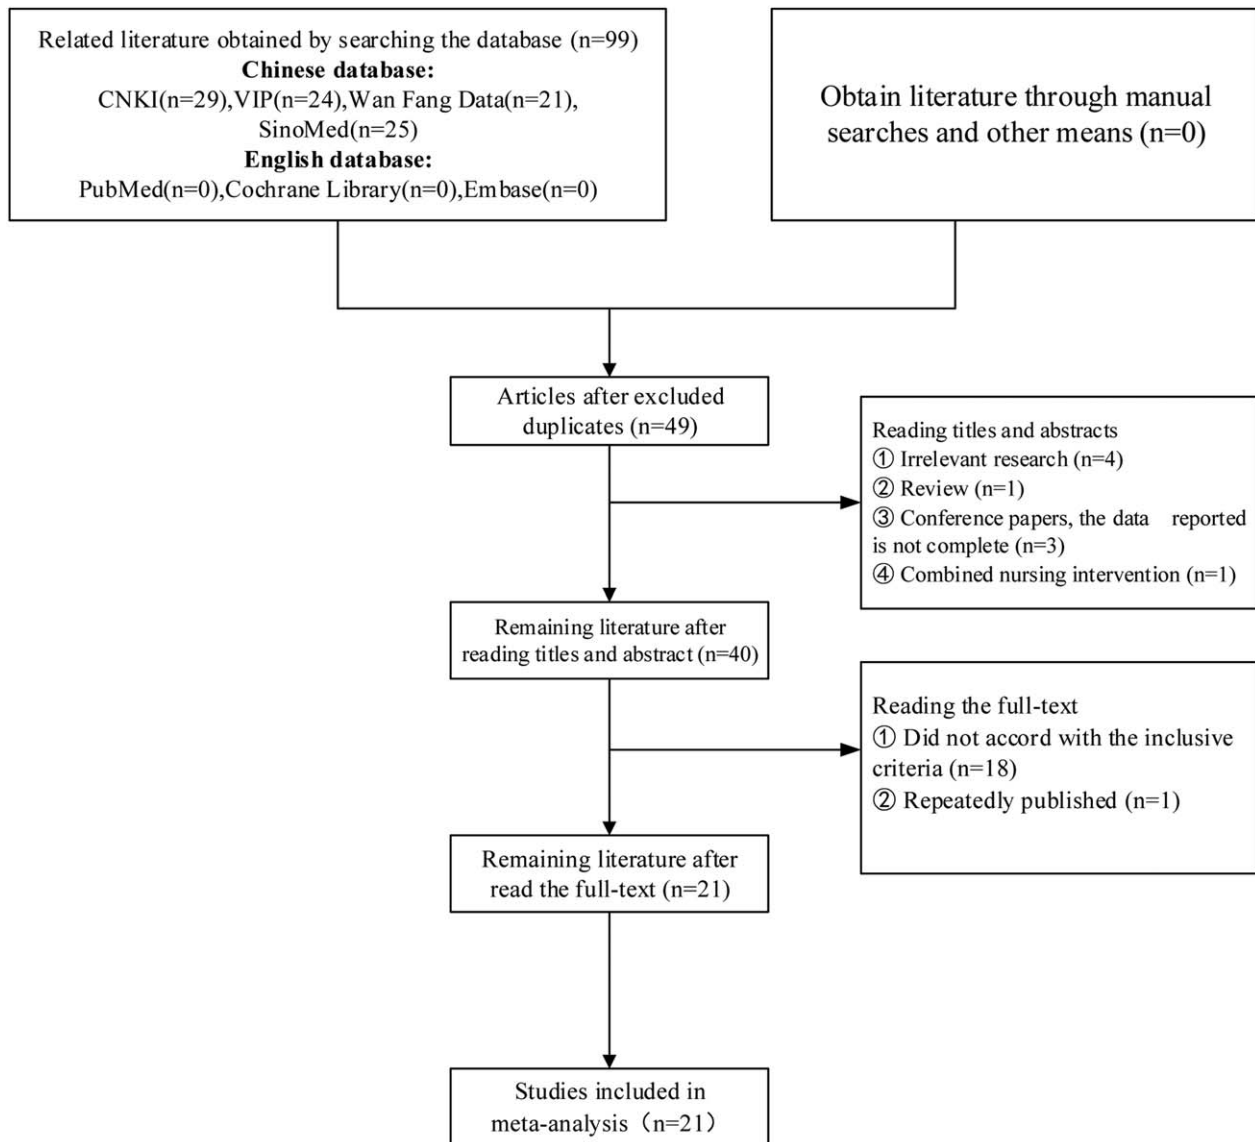 Related literature obtained by searching the database (n=99)
Chinese database:
CNKI(n=29),VIP(n=24),Wan Fang Data(n=21),
SinoMed(n=25)
English database:
PubMed(n=0),Cochrane Library(n=0),Embase(n=0)
Obtain literature through manual
searches and other means (n=0)
Articles after excluded
duplicates (n=49)
Reading titles and abstracts
① Irrelevant research (n=4)
② Review (n=1)
③ Conference papers, the data reported
is not complete (n=3)
④ Combined nursing intervention (n=1)
Remaining literature after
reading titles and abstract (n=40)
Reading the full-text
① Did not accord with the inclusive
criteria (n=18)
② Repeatedly published (n=1)
Remaining literature after
read the full-text (n=21)
Studies included in
meta-analysis（n=21）